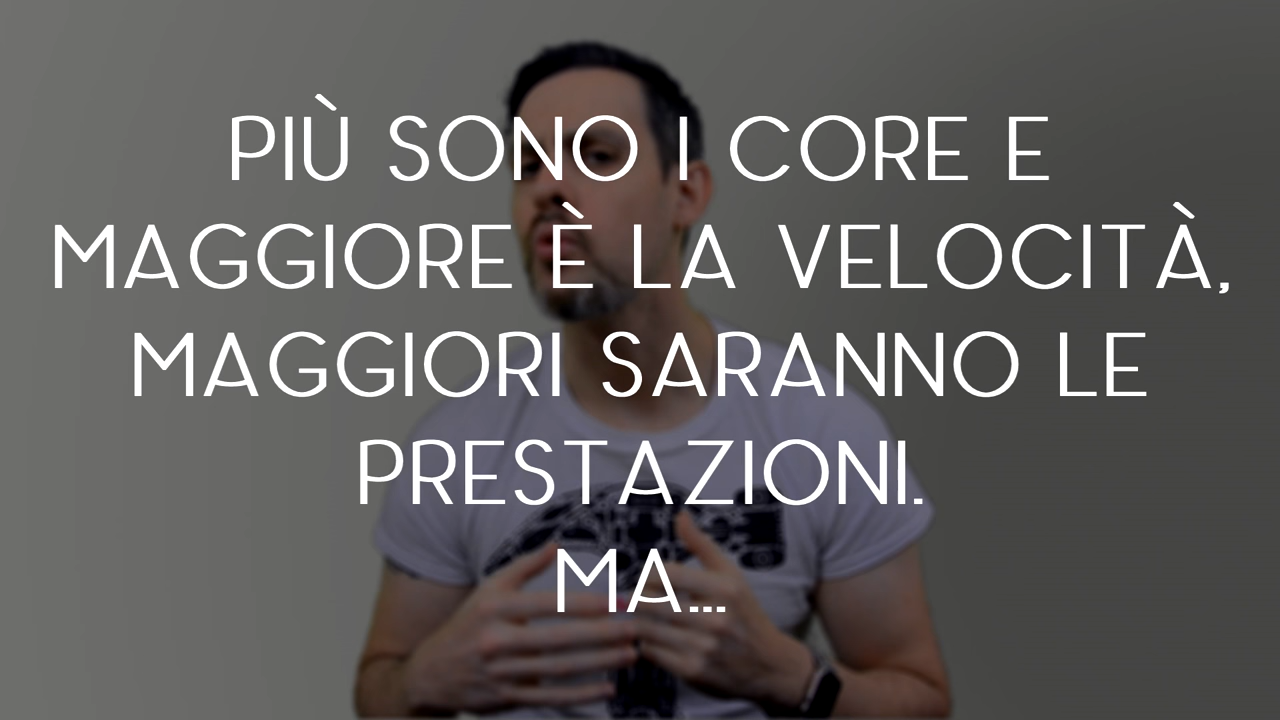 PIÙ SONO I CORE E
MAGGIORE È LA VELOCITÀ,
MAGGIORI SARANNO LE
PRESTAZIONI.
MA...